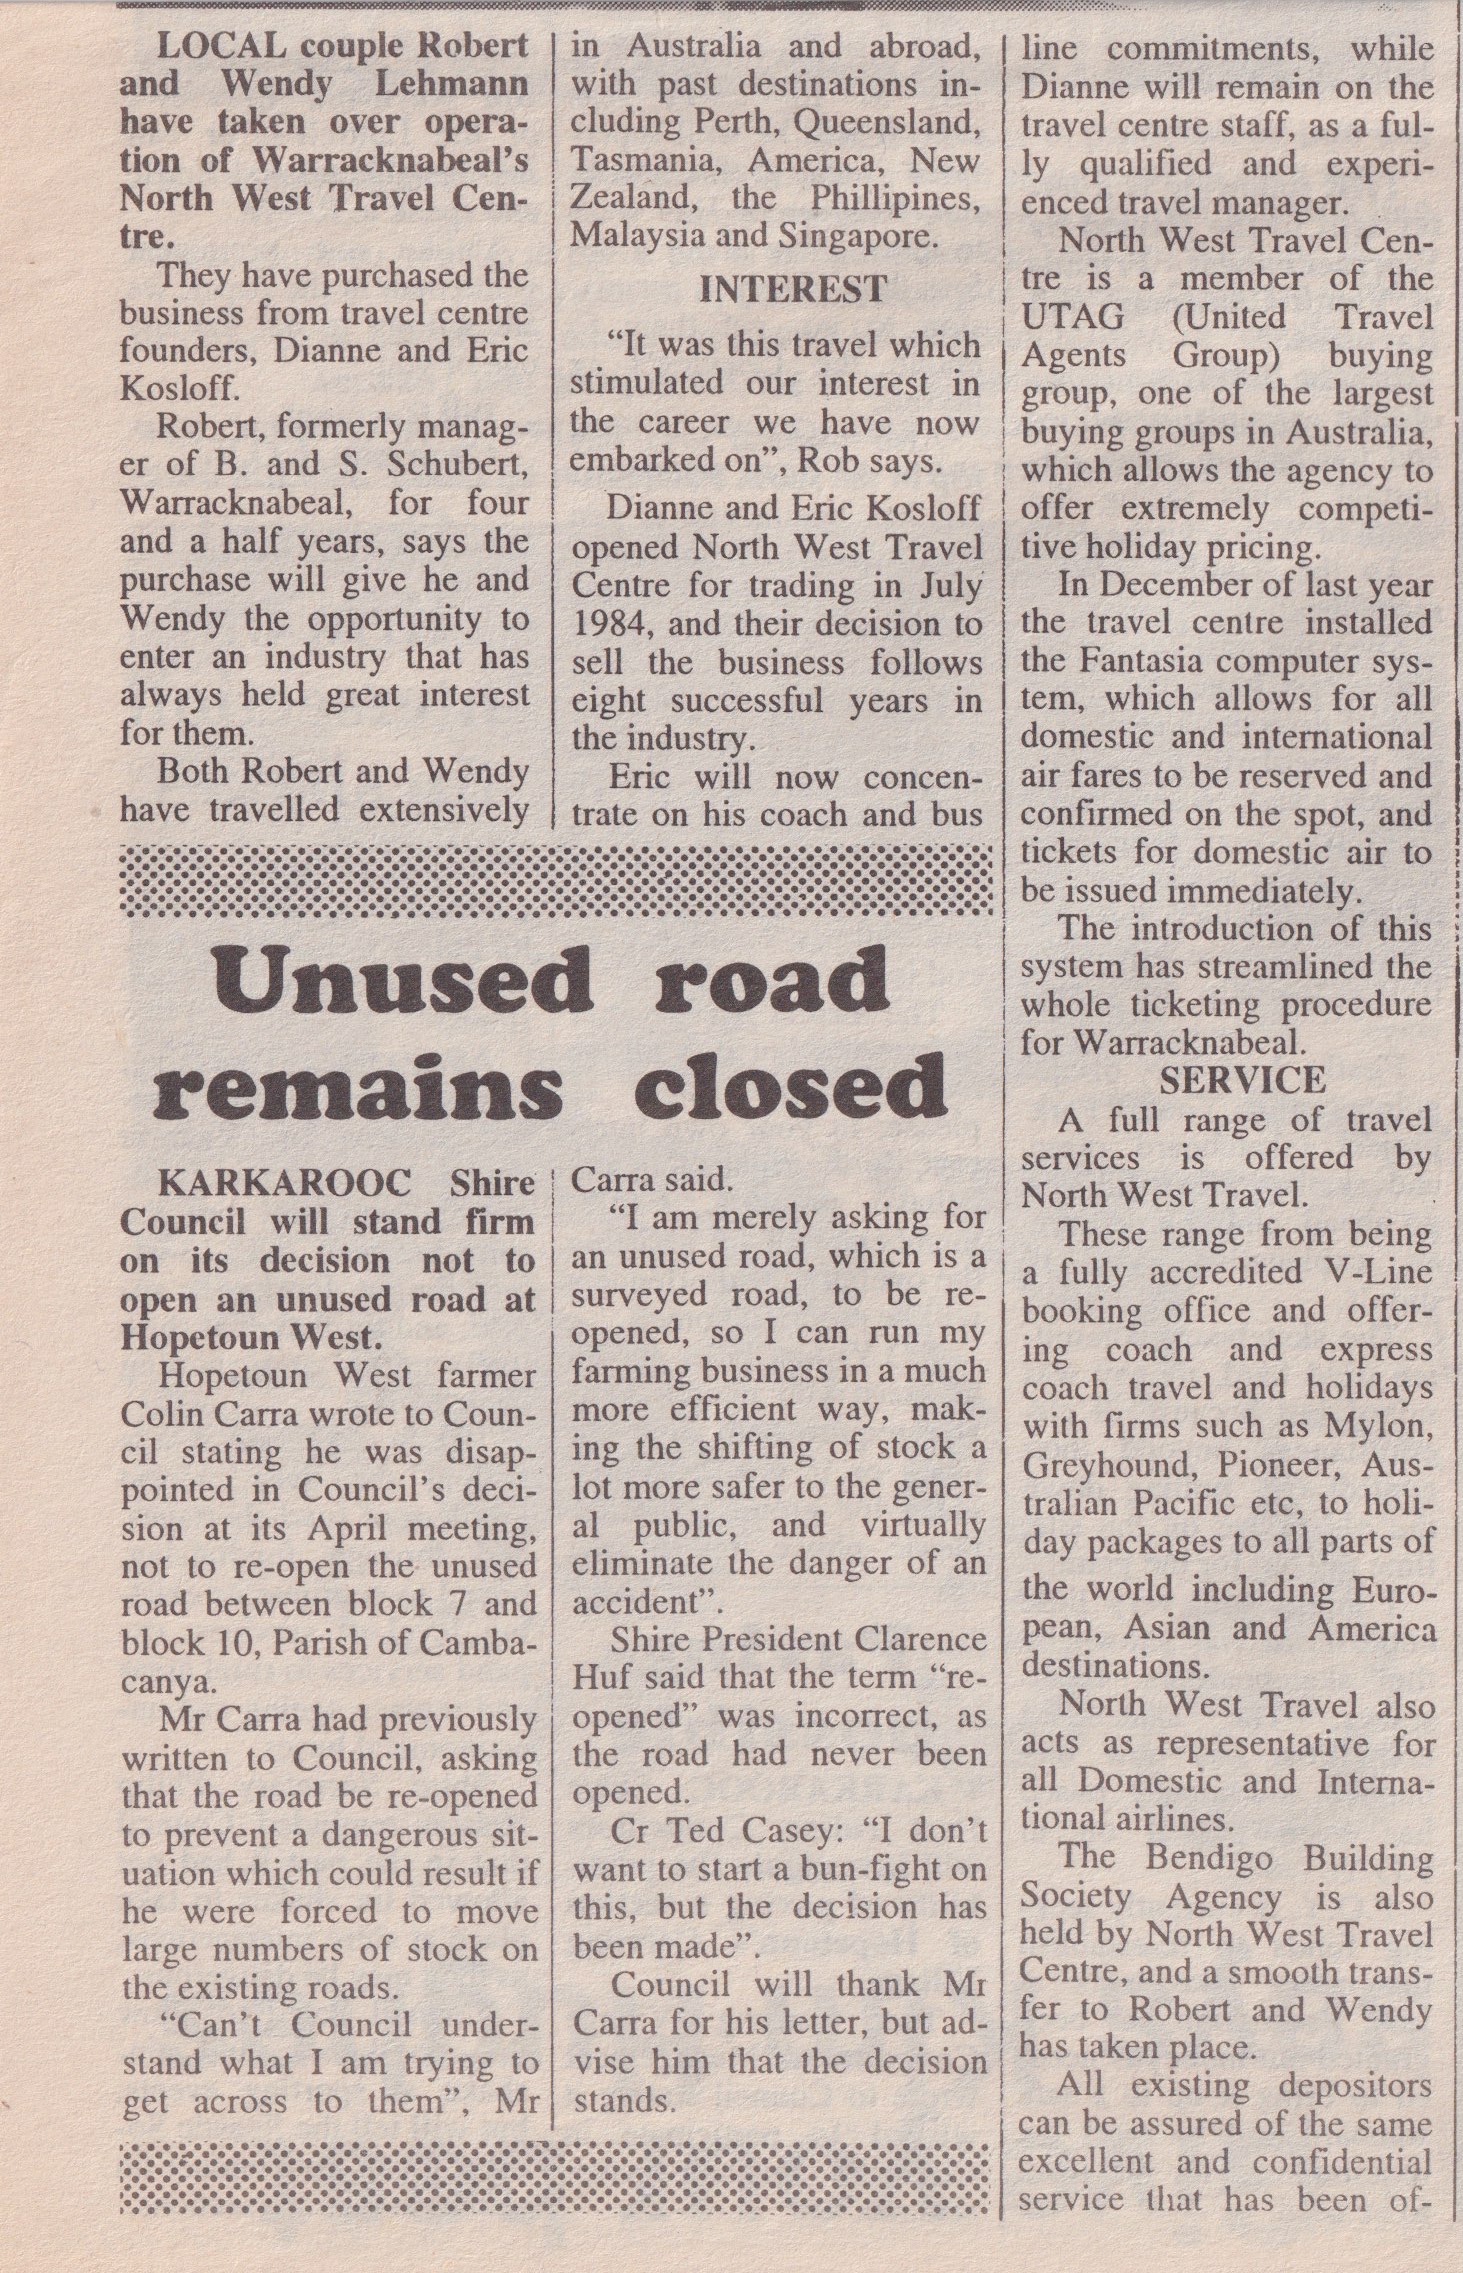 LOCAL couple Robert
and Wendy Lehmann
have taken over opera-
tion of Warracknabeal's
North West Travel Cen-
tre.
They have purchased the
business from travel centre
founders, Dianne and Eric
Kosloff.
Robert, formerly manag-
er of B. and S. Schubert,
Warracknabeal, for four
and a half years, says the
purchase will give he and
Wendy the opportunity to
enter an industry that has
always held great interest
for them.
Both Robert and Wendy
have travelled extensively
in Australia and abroad,
with past destinations in-
cluding Perth, Queensland,
Tasmania, America, New
Zealand, the Phillipines,
Malaysia and Singapore.
INTEREST
“It was this travel which
stimulated our interest in
the career we have now
embarked on”, Rob says.
Dianne and Eric Kosloff
opened North West Travel
Centre for trading in July
1984, and their decision to
sell the business follows
eight successful years in
the industry.
Eric will now concen-
trate on his coach and bus
line commitments, while
Dianne will remain on the
travel centre staff, as a ful-
ly qualified and experi-
enced travel manager.
North West Travel Cen-
tre is a member of the
UTAG (United Travel
Agents Group) buying
group, one of the largest
buying groups in Australia,
which allows the agency to
offer extremely competi-
tive holiday pricing.
In December of last year
the travel centre installed
the Fantasia computer sys-
tem, which allows for all
domestic and international
air fares to be reserved and
confirmed on the spot, and
tickets for domestic air to
be issued immediately.
The introduction of this
system has streamlined the
whole ticketing procedure
for Warracknabeal.
SERVICE
A full range of travel
services is offered by
North West Travel.
These range from being
a fully accredited V-Line
booking office and offer-
ing coach and express
coach travel and holidays
with firms such as Mylon,
Greyhound, Pioneer, Aus-
tralian Pacific etc, to holi-
day packages to all parts of
the world including Euro-
pean, Asian and America
destinations.
North West Travel also
acts as representative for
all Domestic and Interna-
tional airlines.
The Bendigo Building
Society Agency is also
held by North West Travel
Centre, and a smooth trans-
fer to Robert and Wendy
has taken place.
All existing depositors
can be assured of the same
excellent and confidential
service that has been of-
Unused road
remains closed
KARKAROOC Shire
Council will stand firm
on its decision not to
open an unused road at
Hopetoun West.
Hopetoun West farmer
Colin Carra wrote to Coun-
cil stating he was disap-
pointed in Council's deci-
sion at its April meeting,
not to re-open the unused
road between block 7 and
block 10, Parish of Camba-
canya.
Mr Carra had previously
written to Council, asking
that the road be re-opened
to prevent a dangerous sit-
uation which could result if
he were forced to move
large numbers of stock on
the existing roads.
“Can't Council under-
stand what I am trying to
get across to them”, Mr
Carra said.
“I am merely asking for
an unused road, which is a
surveyed road, to be re-
opened, so I can run my
farming business in a much
more efficient way, mak-
ing the shifting of stock a
lot more safer to the gener-
al public, and virtually
eliminate the danger of an
accident”.
Shire President Clarence
Huf said that the term “re-
opened” was incorrect, as
the road had never been
opened.
Cr Ted Casey: “I don't
want to start a bun-fight on
this, but the decision has
been made”.
Council will thank Mr
Carra for his letter, but ad-
vise him that the decision
stands.